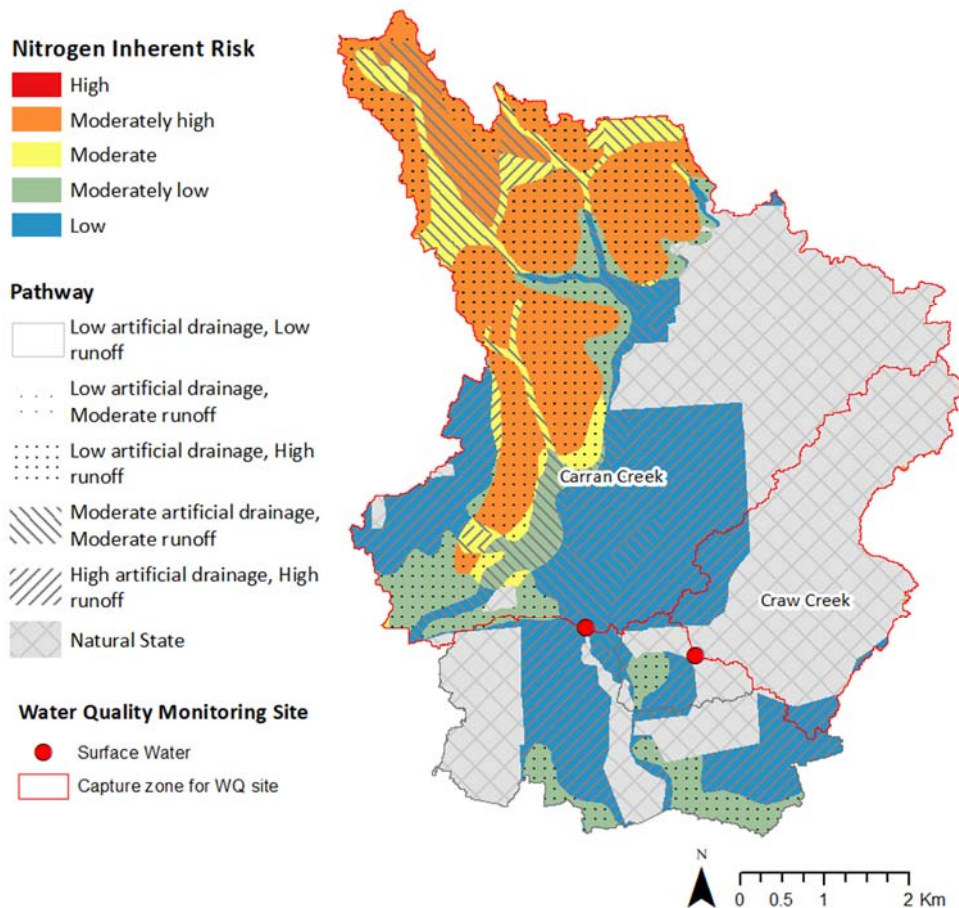 Nitrogen Inherent Risk
High
Moderately high
Moderate
Moderately low
Low
Pathway
Low artificial drainage, Low
runoff
Low artificial drainage,
Moderate runoff
Low artificial drainage, High
runoff
Moderate artificial drainage,
Moderate runoff
High artificial drainage, High
runoff
Natural State
Water Quality Monitoring Site
Surface Water
Capture zone for WQ site
Carran Creek
Craw Creek
N
0 0.5 1 2 Km